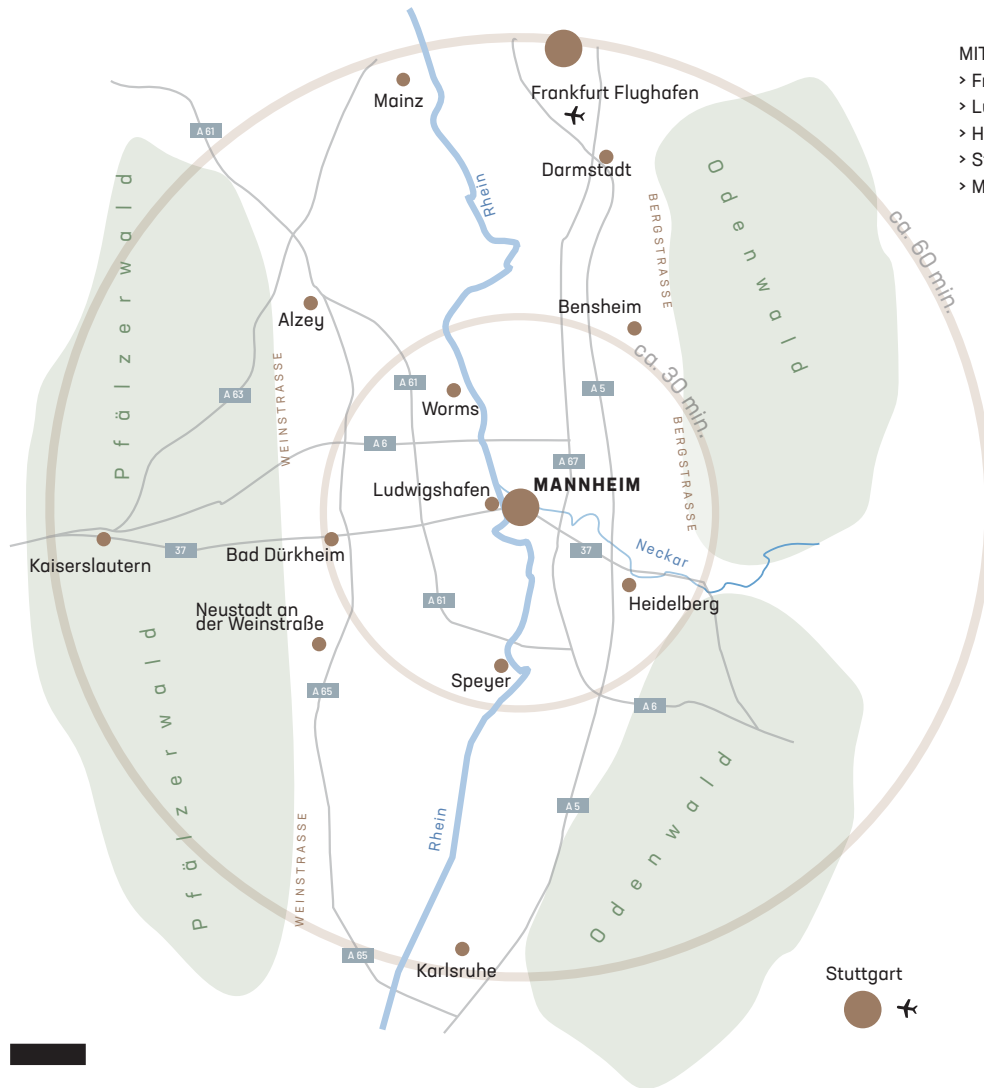 MIT
> Fr
> Lu
> H
> S
> M
Mainz
Frankfurt Flughafen
A 61
Darmstadt
Rhein
Odenwald
Pfälzerwald
BERGSTRASSE
ca. 60 min.
Alzey
Bensheim
ca. 30 min.
WEINSTRASSE
A 63
A 61
A 5
Worms
A 6
BERGSTRASSE
A 67
MANNHEIM
Ludwigshafen
37
Bad Dürkheim
37
Neckar
Kaiserslautern
Heidelberg
A 61
Neustadt an
der Weinstraße
Pfälzerwald
Speyer
A 65
A 6
Odenwald
A 5
Rhein
WEINSTRASSE
A 65
Karlsruhe
Stuttgart